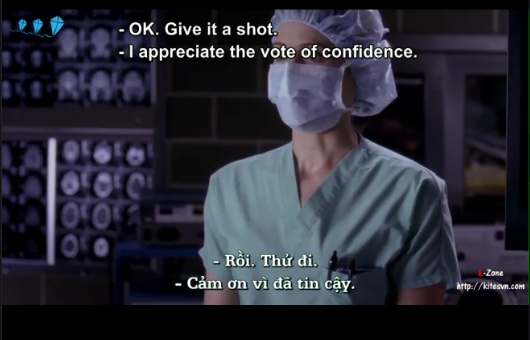 - OK. Give it a shot.
- I appreciate the vote of confidence.
- Rồi. Thử đi.
- Cảm ơn vì đã tin cậy.
E-Zone
http://kitesvn.com